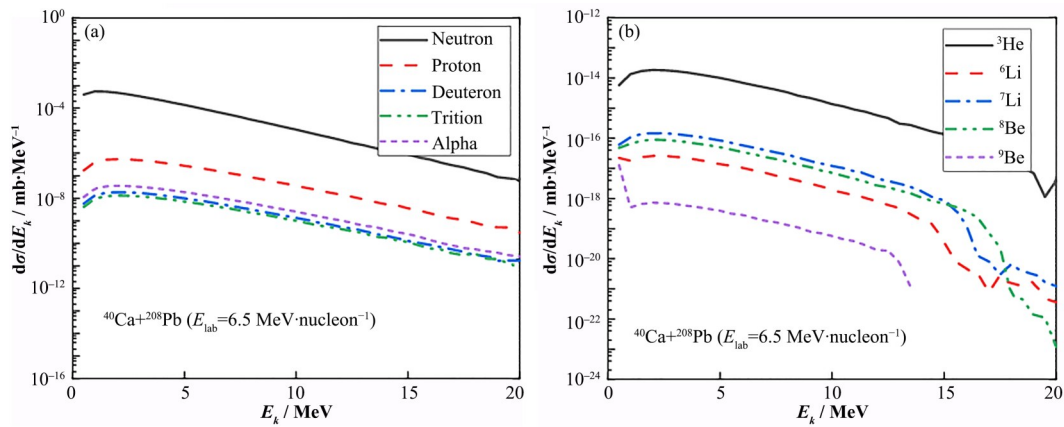 (a)
10⁰
10⁻⁴
10⁻⁸
10⁻¹²
10⁻¹⁶
dσ/dE_k / mb·MeV⁻¹
Neutron
Proton
Deuteron
Trition
Alpha
⁴⁰Ca+²⁰⁸Pb (E_lab=6.5 MeV·nucleon⁻¹)
0 5 10 15 20
E_k / MeV
(b)
10⁻¹²
10⁻¹⁴
10⁻¹⁶
10⁻¹⁸
10⁻²⁰
10⁻²²
10⁻²⁴
dσ/dE_k / mb·MeV⁻¹
³He
⁶Li
⁷Li
⁸Be
⁹Be
⁴⁰Ca+²⁰⁸Pb (E_lab=6.5 MeV·nucleon⁻¹)
0 5 10 15 20
E_k / MeV